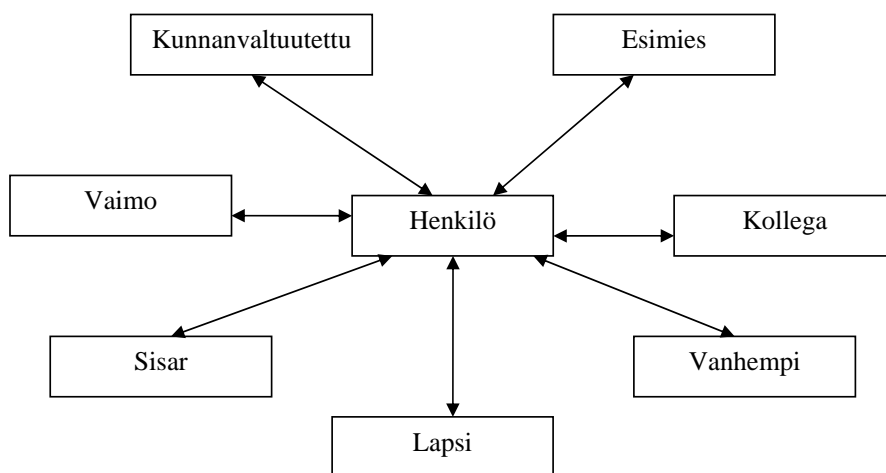 Kunnanvaltuutettu
Esimies
Vaimo
Henkilö
Kollega
Sisar
Vanhempi
Lapsi